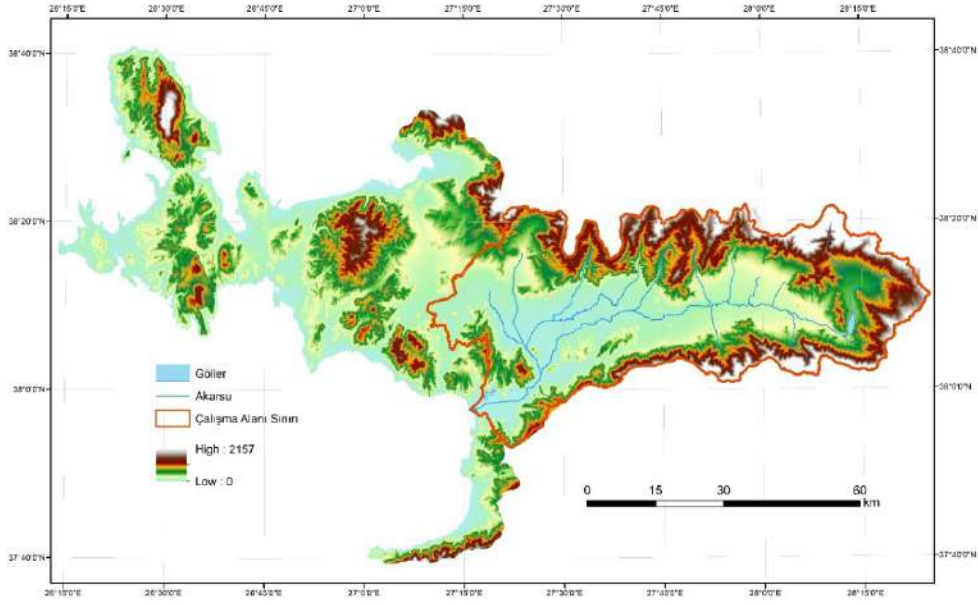 26°15'0"E 26°30'0"E 26°45'0"E 27°0'0"E 27°15'0"E 27°30'0"E 27°45'0"E 28°0'0"E 28°15'0"E
38°40'0"N 38°40'0"N
38°20'0"N 38°20'0"N
Göller
38°0'0"N 38°0'0"N
Akarsu
Çalışma Alanı Sınırı
High : 2157
Low : 0
0 15 30 60
km
37°40'0"N 37°40'0"N
26°15'0"E 26°30'0"E 26°45'0"E 27°0'0"E 27°15'0"E 27°30'0"E 27°45'0"E 28°0'0"E 28°15'0"E